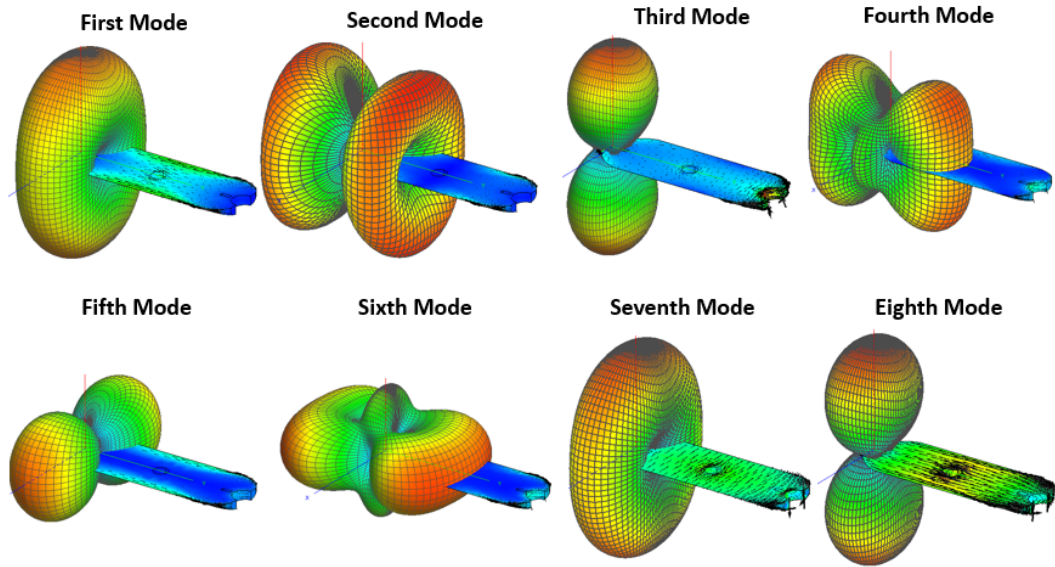 First Mode
Second Mode
Third Mode
Fourth Mode
Fifth Mode
Sixth Mode
Seventh Mode
Eighth Mode